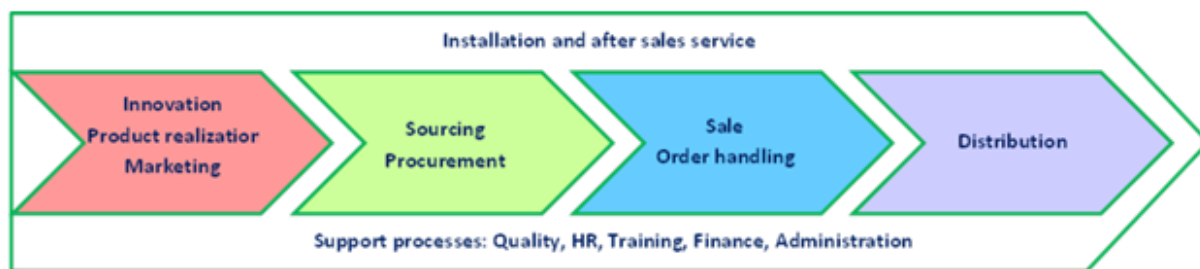 Installation and after sales service
Innovation
Product realizatior
Marketing
Sourcing
Procurement
Sale
Order handling
Distribution
Support processes: Quality, HR, Training, Finance, Administration